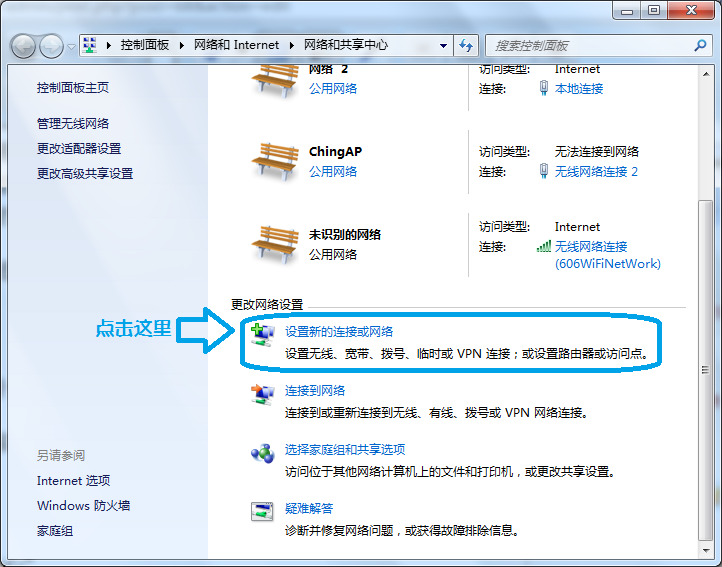 控制面板 网络和 Internet 网络和共享中心
搜索控制面板
控制面板主页
管理无线网络
更改适配器设置
更改高级共享设置
网络 2
公用网络
访问类型: Internet
连接: 本地连接
ChingAP
公用网络
访问类型: 无法连接到网络
连接: 无线网络连接 2
未识别的网络
公用网络
访问类型: Internet
连接: 无线网络连接
(606WiFiNetWork)
更改网络设置
点击这里
设置新的连接或网络
设置无线、宽带、拨号、临时或 VPN 连接；或设置路由器或访问点。
连接到网络
连接到或重新连接到无线、有线、拨号或 VPN 网络连接。
选择家庭组和共享选项
访问位于其他网络计算机上的文件和打印机，或更改共享设置。
疑难解答
诊断并修复网络问题，或获得故障排除信息。
另请参阅
Internet 选项
Windows 防火墙
家庭组